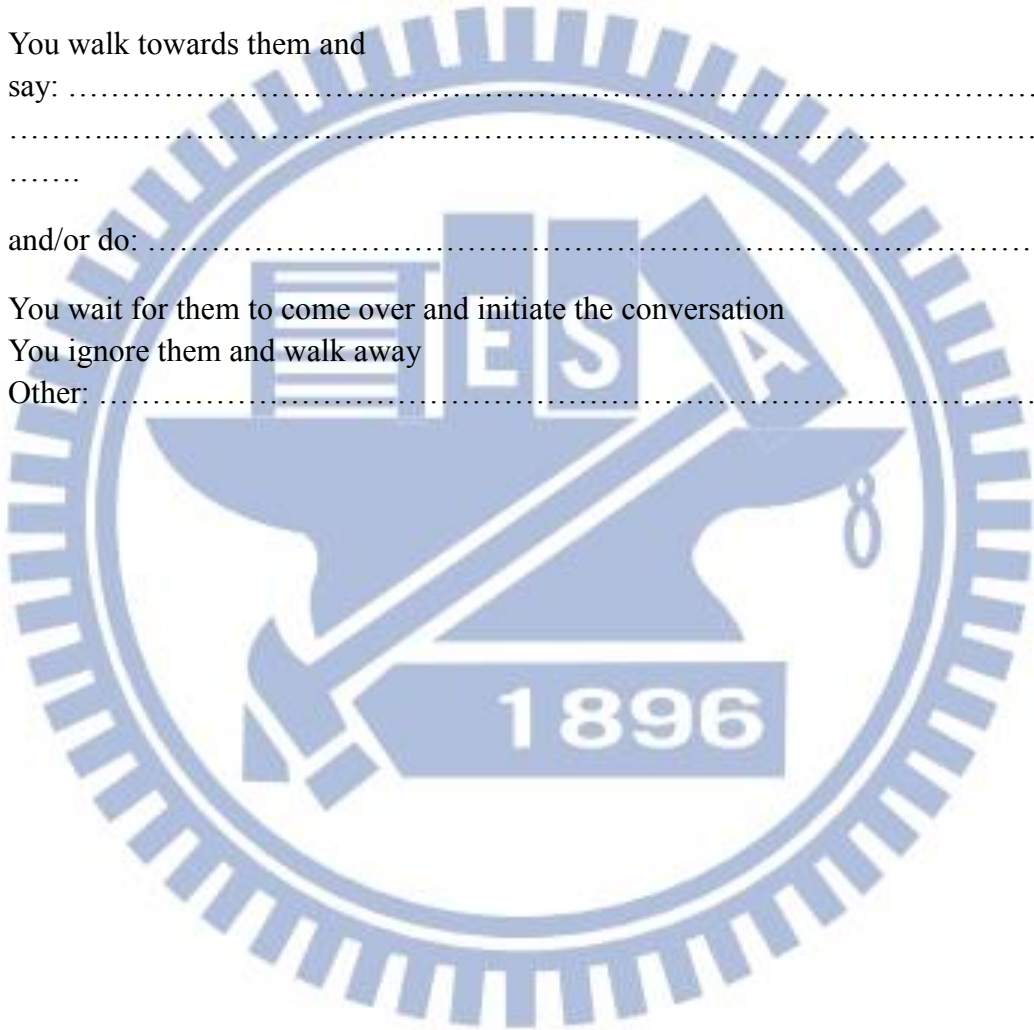 You walk towards them and
say: ……………………………………………………………………………………
………..……………………………………………………………………………
…….
and/or do: ……………………………………………………………………………
You wait for them to come over and initiate the conversation
You ignore them and walk away
Other: …………………………………………………………………………………
E S A
1896